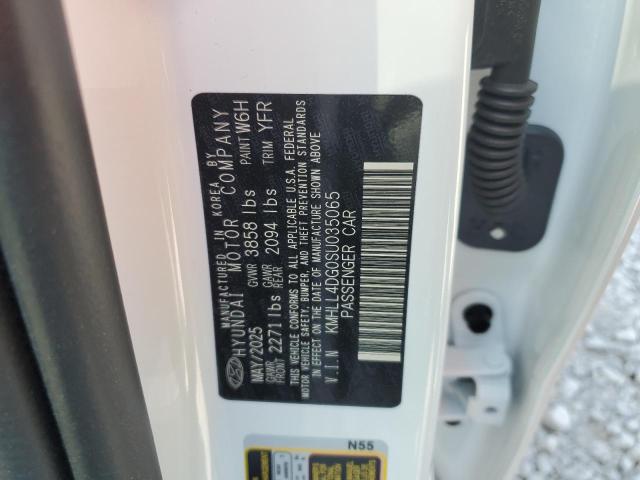 MANUFACTURED IN KOREA BY
HYUNDAI MOTOR COMPANY
MAY/2025 GVWR 3858 lbs PAINT W6H
GAWR FRONT 2271 lbs GAWR REAR 2094 lbs TRIM YFR
THIS VEHICLE CONFORMS TO ALL APPLICABLE U.S.A. FEDERAL
MOTOR VEHICLE SAFETY, BUMPER, AND THEFT PREVENTION STANDARDS
IN EFFECT ON THE DATE OF MANUFACTURE SHOWN ABOVE
V.I.N KMHLL4DG0SU035065
PASSENGER CAR
N55